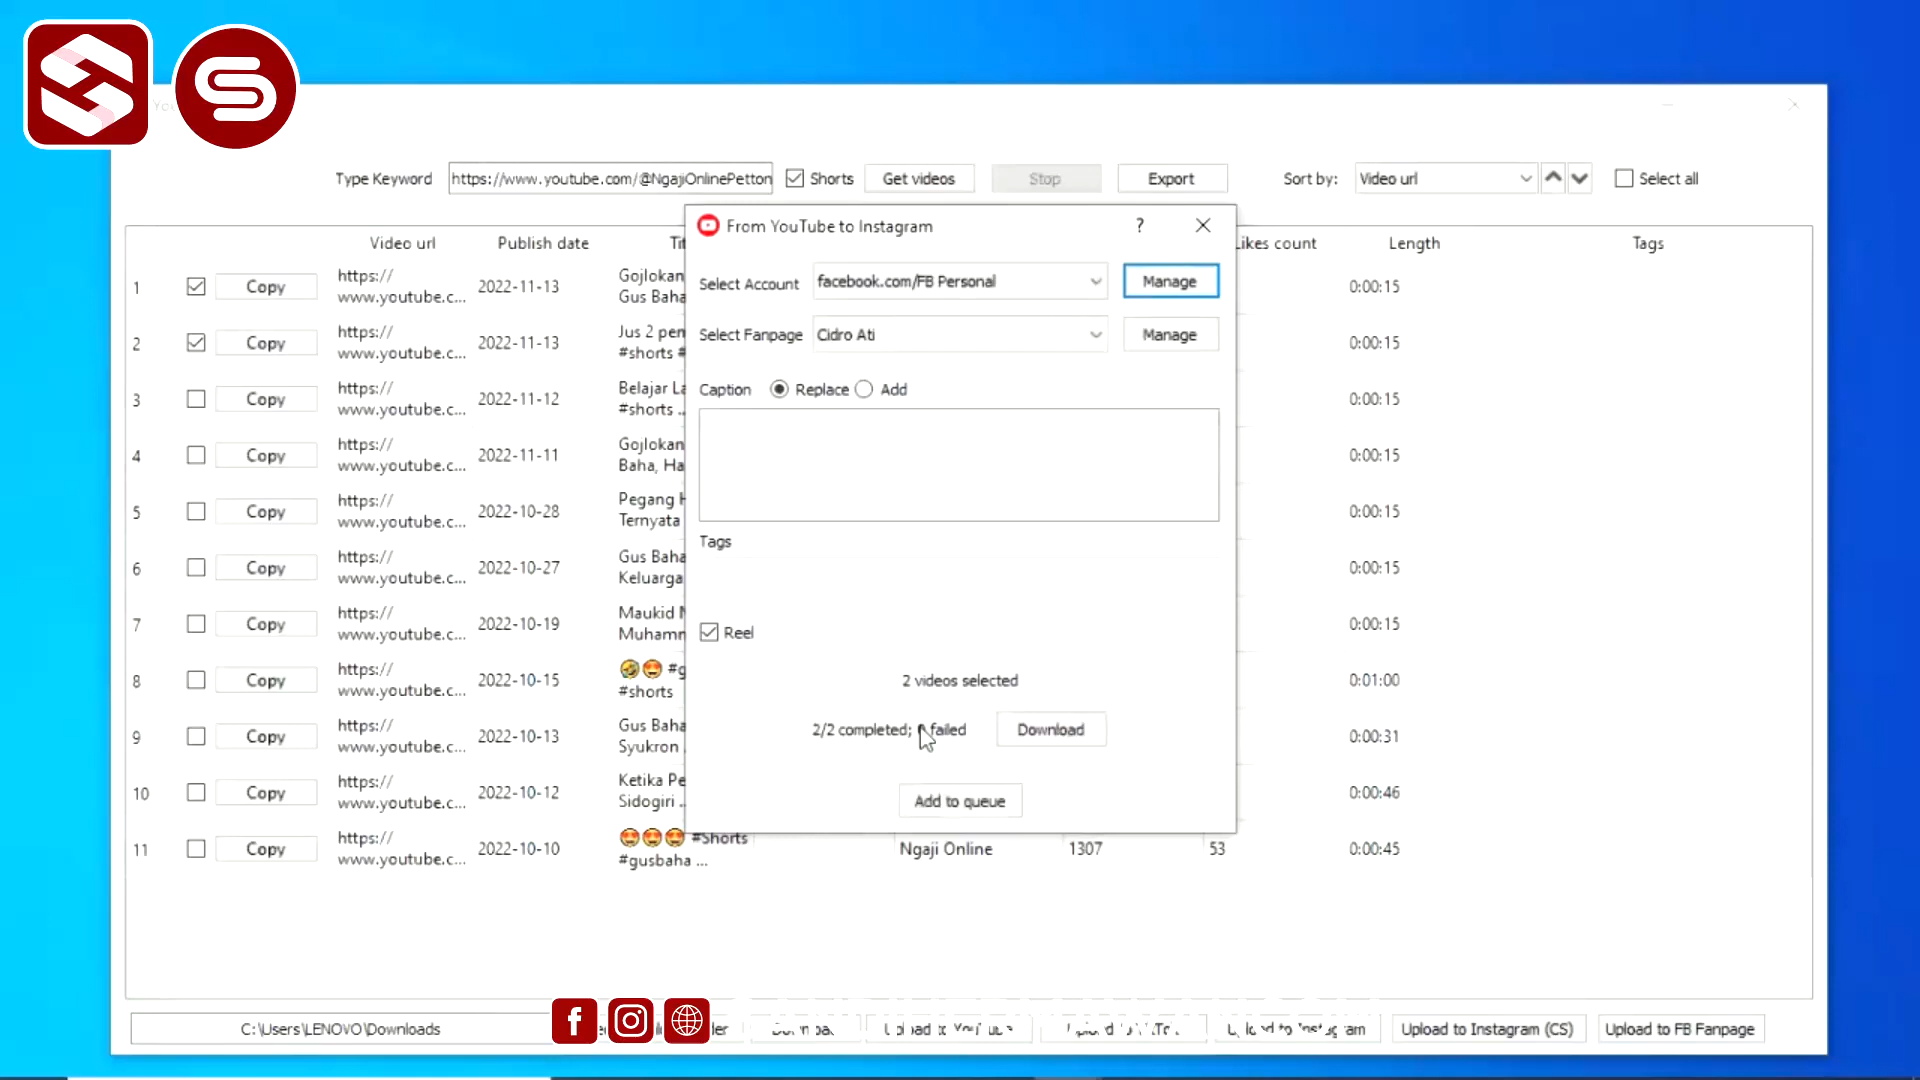 Type Keyword https://www.youtube.com/@NgajiOnlinePetton Shorts Get videos Stop Export Sort by: Video url Select all
From YouTube to Instagram ?
Video url Publish date Likes count Length Tags
1 Copy https:// www.youtube.c... 2022-11-13 Gojlokan Gus Baha 0:00:15
2 Copy https:// www.youtube.c... 2022-11-13 Jus 2 #shorts 0:00:15
3 Copy https:// www.youtube.c... 2022-11-12 Belajar #shorts .. 0:00:15
4 Copy https:// www.youtube.c... 2022-11-11 Gojlokan Baha, Ha 0:00:15
5 Copy https:// www.youtube.c... 2022-10-28 Pegang Ternyata 0:00:15
6 Copy https:// www.youtube.c... 2022-10-27 Gus Baha Keluarga 0:00:15
7 Copy https:// www.youtube.c... 2022-10-19 Maukid Muhamm 0:00:15
8 Copy https:// www.youtube.c... 2022-10-15 🤣😍 #g #shorts 0:01:00
9 Copy https:// www.youtube.c... 2022-10-13 Gus Baha Syukron 0:00:31
10 Copy https:// www.youtube.c... 2022-10-12 Ketika Pe Sidogiri .. 0:00:46
11 Copy https:// www.youtube.c... 2022-10-10 😍😍😍 #Shorts #gusbaha ... Ngaji Online 1307 53 0:00:45
Select Account facebook.com/FB Personal Manage
Select Fanpage Cidro Ati Manage
Caption Replace Add
Tags
Reel
2 videos selected
2/2 completed; failed Download
Add to queue
C:\Users\LENOVO\Downloads Upload to Instagram (CS) Upload to FB Fanpage